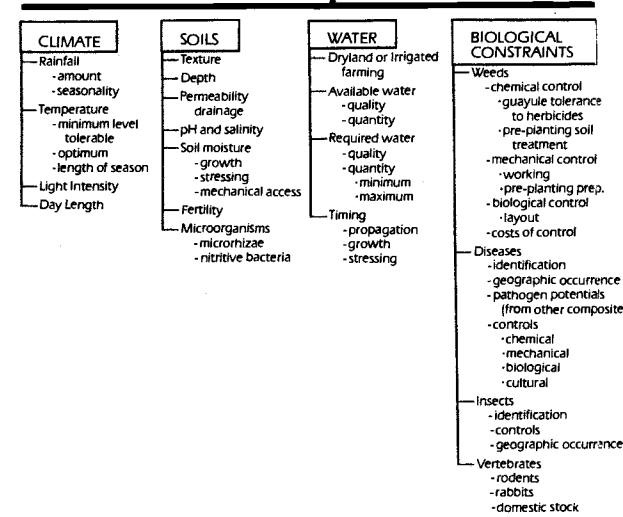 CLIMATE
Rainfall
-amount
-seasonality
Temperature
-minimum level
tolerable
-optimum
-length of season
Light Intensity
Day Length
SOILS
Texture
Depth
Permeability
drainage
pH and salinity
Soil moisture
-growth
-stressing
-mechanical access
Fertility
Microorganisms
-microrhizae
-nitritive bacteria
WATER
Dryland or Irrigated
farming
Available water
-quality
-quantity
Required water
-quality
-quantity
·minimum
·maximum
Timing
-propagation
-growth
-stressing
BIOLOGICAL
CONSTRAINTS
Weeds
-chemical control
·guayule tolerance
to herbicides
·pre-planting soil
treatment
-mechanical control
·working
·pre-planting prep.
-biological control
·layout
-costs of control
Diseases
-identification
-geographic occurrence
-pathogen potentials
(from other composite
-controls
·chemical
·mechanical
·biological
·cultural
Insects
-identification
-controls
-geographic occurrance
Vertebrates
-rodents
-rabbits
-domestic stock